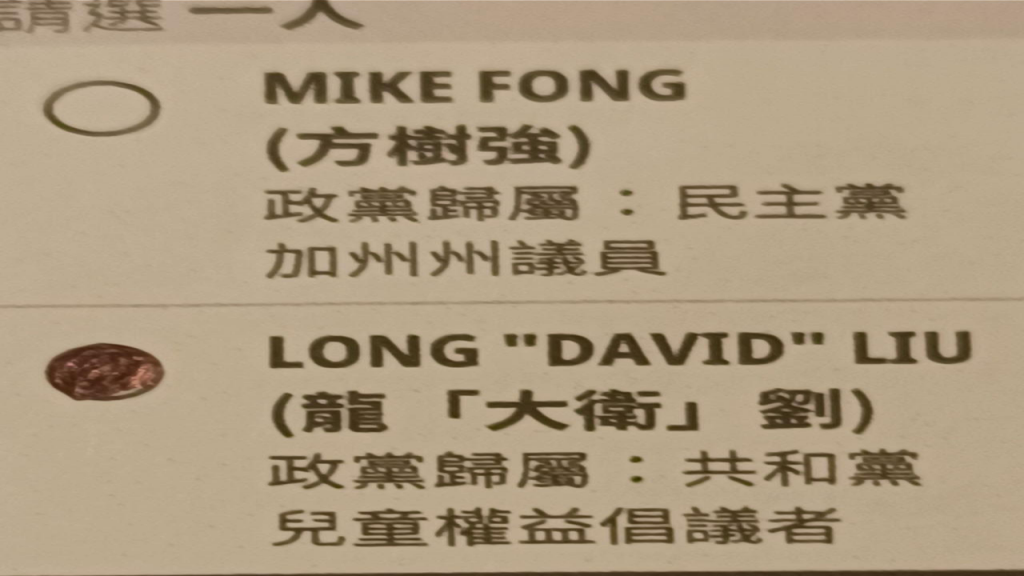 請選一人
MIKE FONG
(方樹強)
政黨歸屬：民主黨
加州州議員
LONG "DAVID" LIU
(龍「大衛」劉)
政黨歸屬：共和黨
兒童權益倡議者